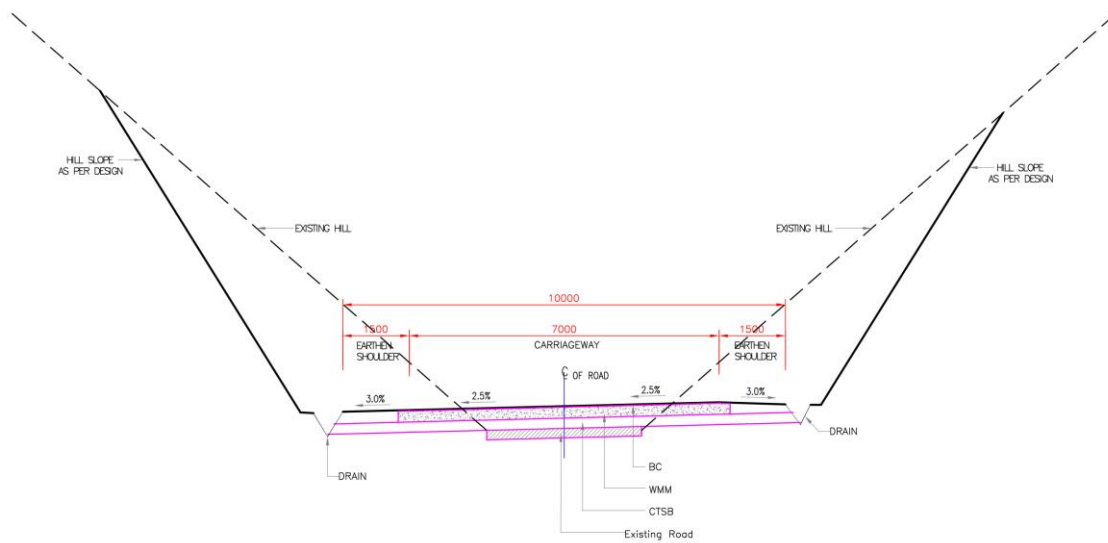 HILL SLOPE
AS PER DESIGN
HILL SLOPE
AS PER DESIGN
EXISTING HILL
EXISTING HILL
10000
1500
7000
1500
EARTHEN
SHOULDER
CARRIAGEWAY
EARTHEN
SHOULDER
℄ OF ROAD
3.0%
2.5%
2.5%
3.0%
DRAIN
DRAIN
BC
WMM
CTSB
Existing Road